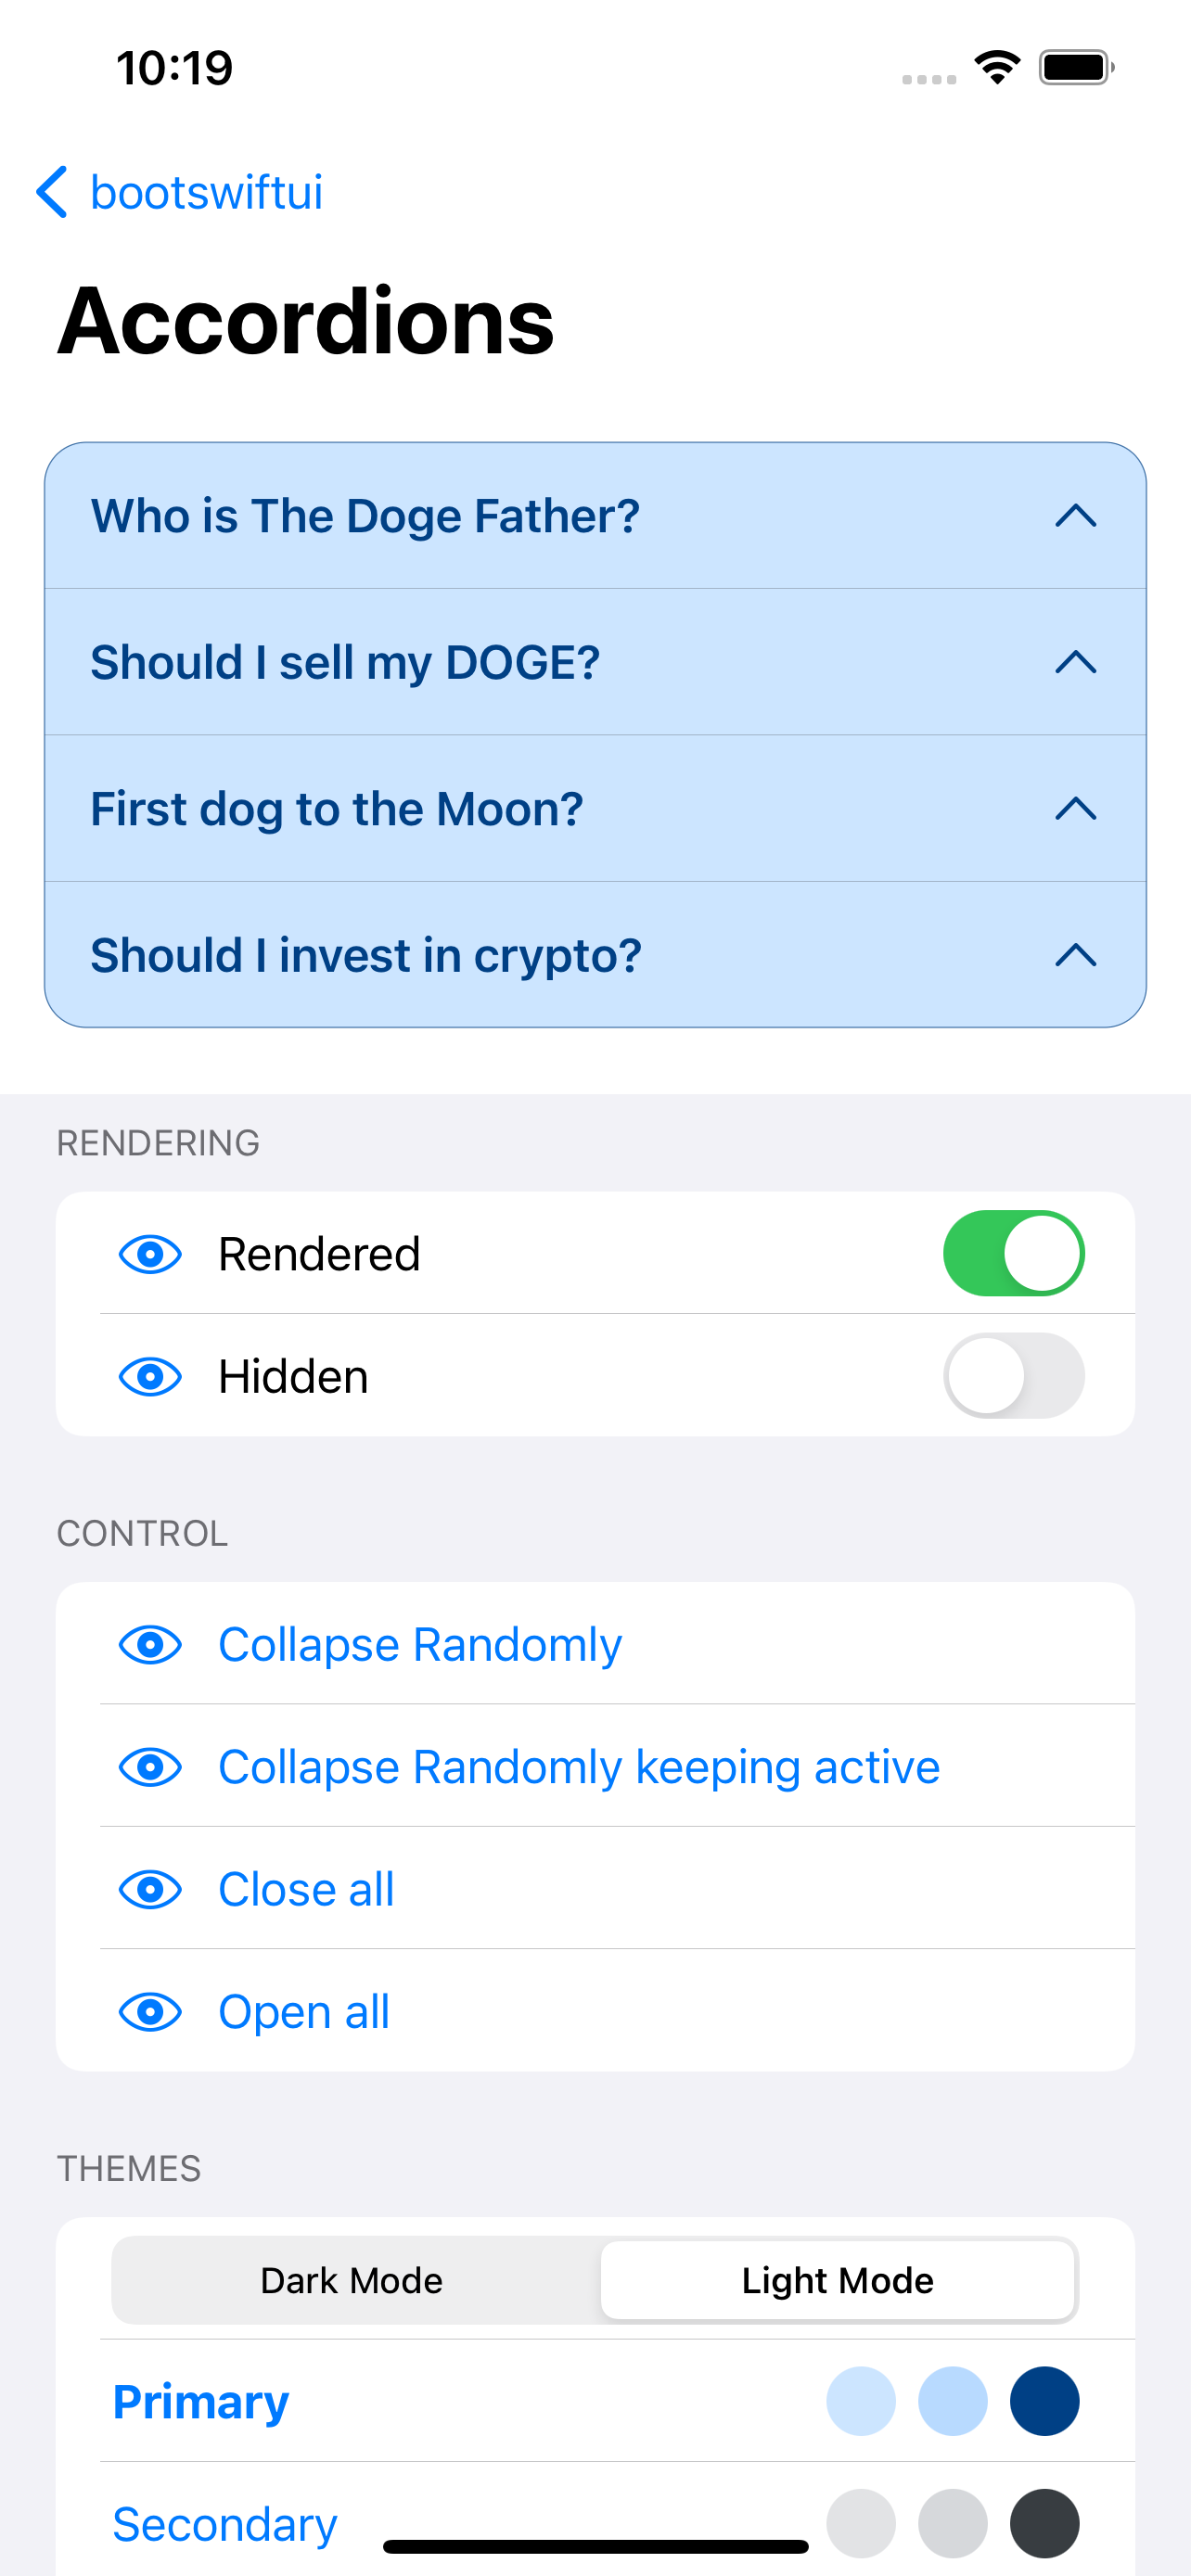 10:19
bootswiftui
Accordions
Who is The Doge Father?
Should I sell my DOGE?
First dog to the Moon?
Should I invest in crypto?
RENDERING
Rendered
Hidden
CONTROL
Collapse Randomly
Collapse Randomly keeping active
Close all
Open all
THEMES
Dark Mode Light Mode
Primary
Secondary